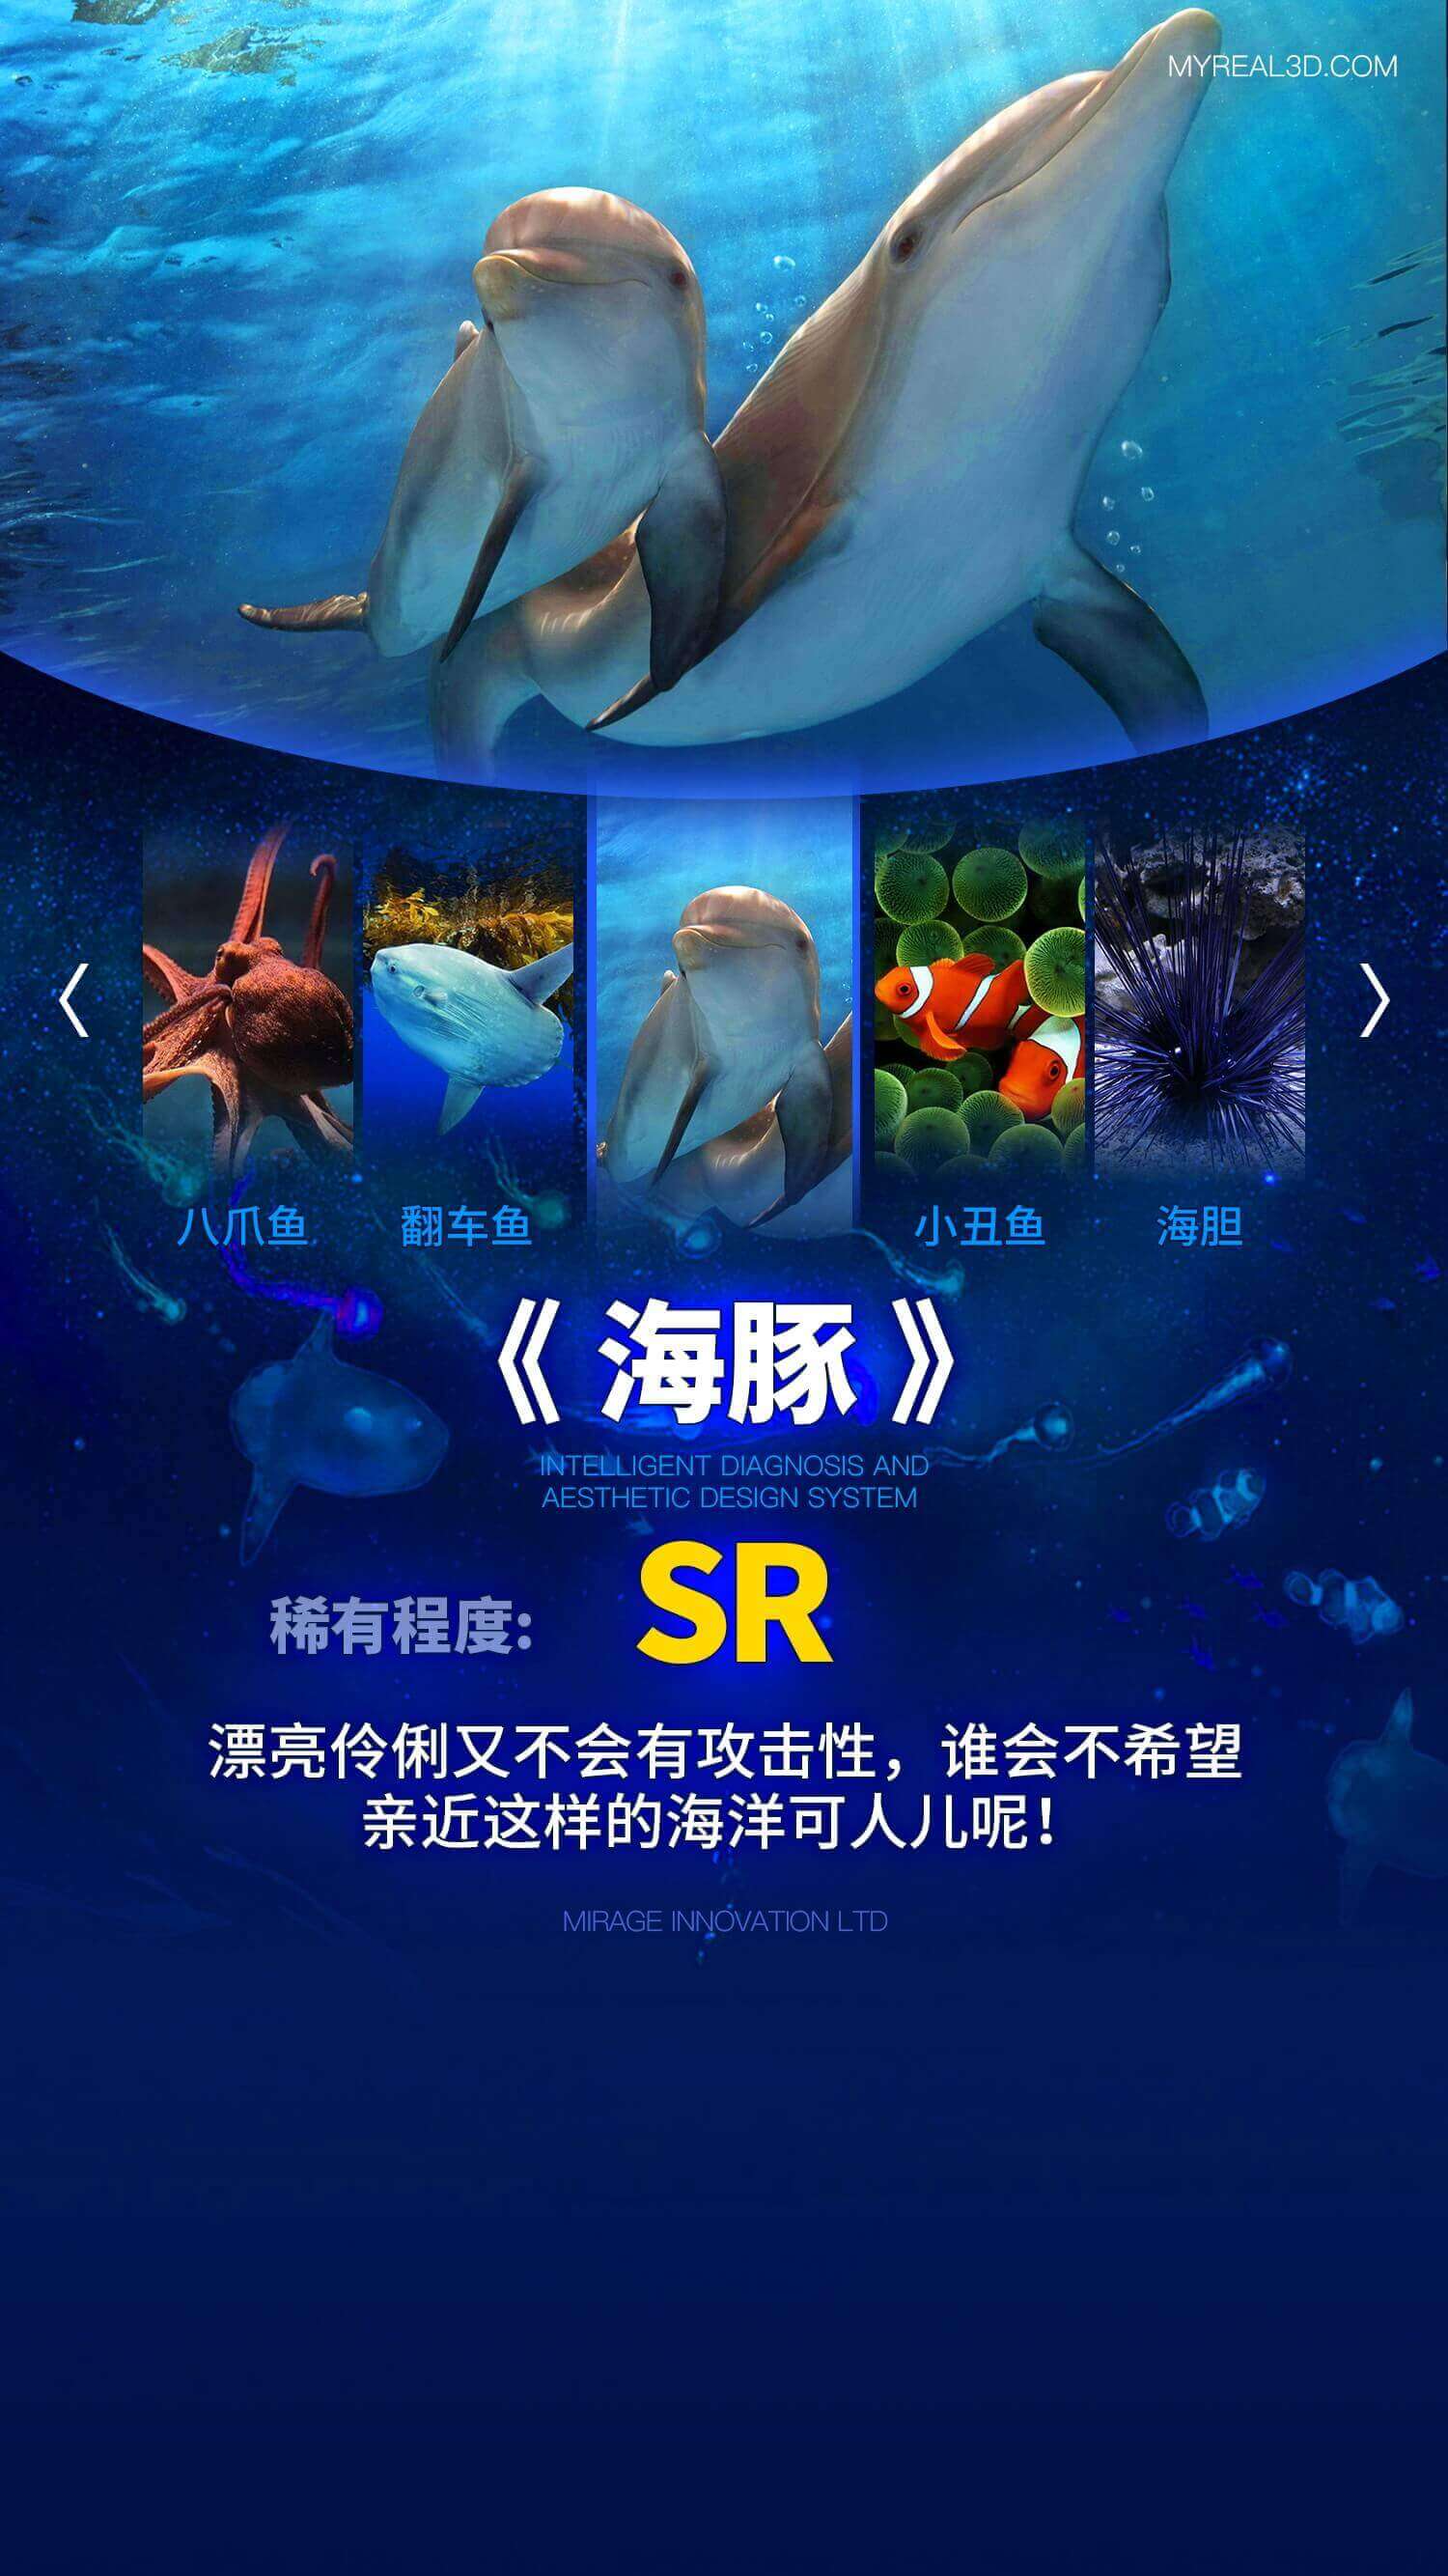 MYREAL3D.COM
八爪鱼
翻车鱼
小丑鱼
海胆
《海豚》
INTELLIGENT DIAGNOSIS AND
AESTHETIC DESIGN SYSTEM
稀有程度: SR
漂亮伶俐又不会有攻击性，谁会不希望
亲近这样的海洋可人儿呢！
MIRAGE INNOVATION LTD